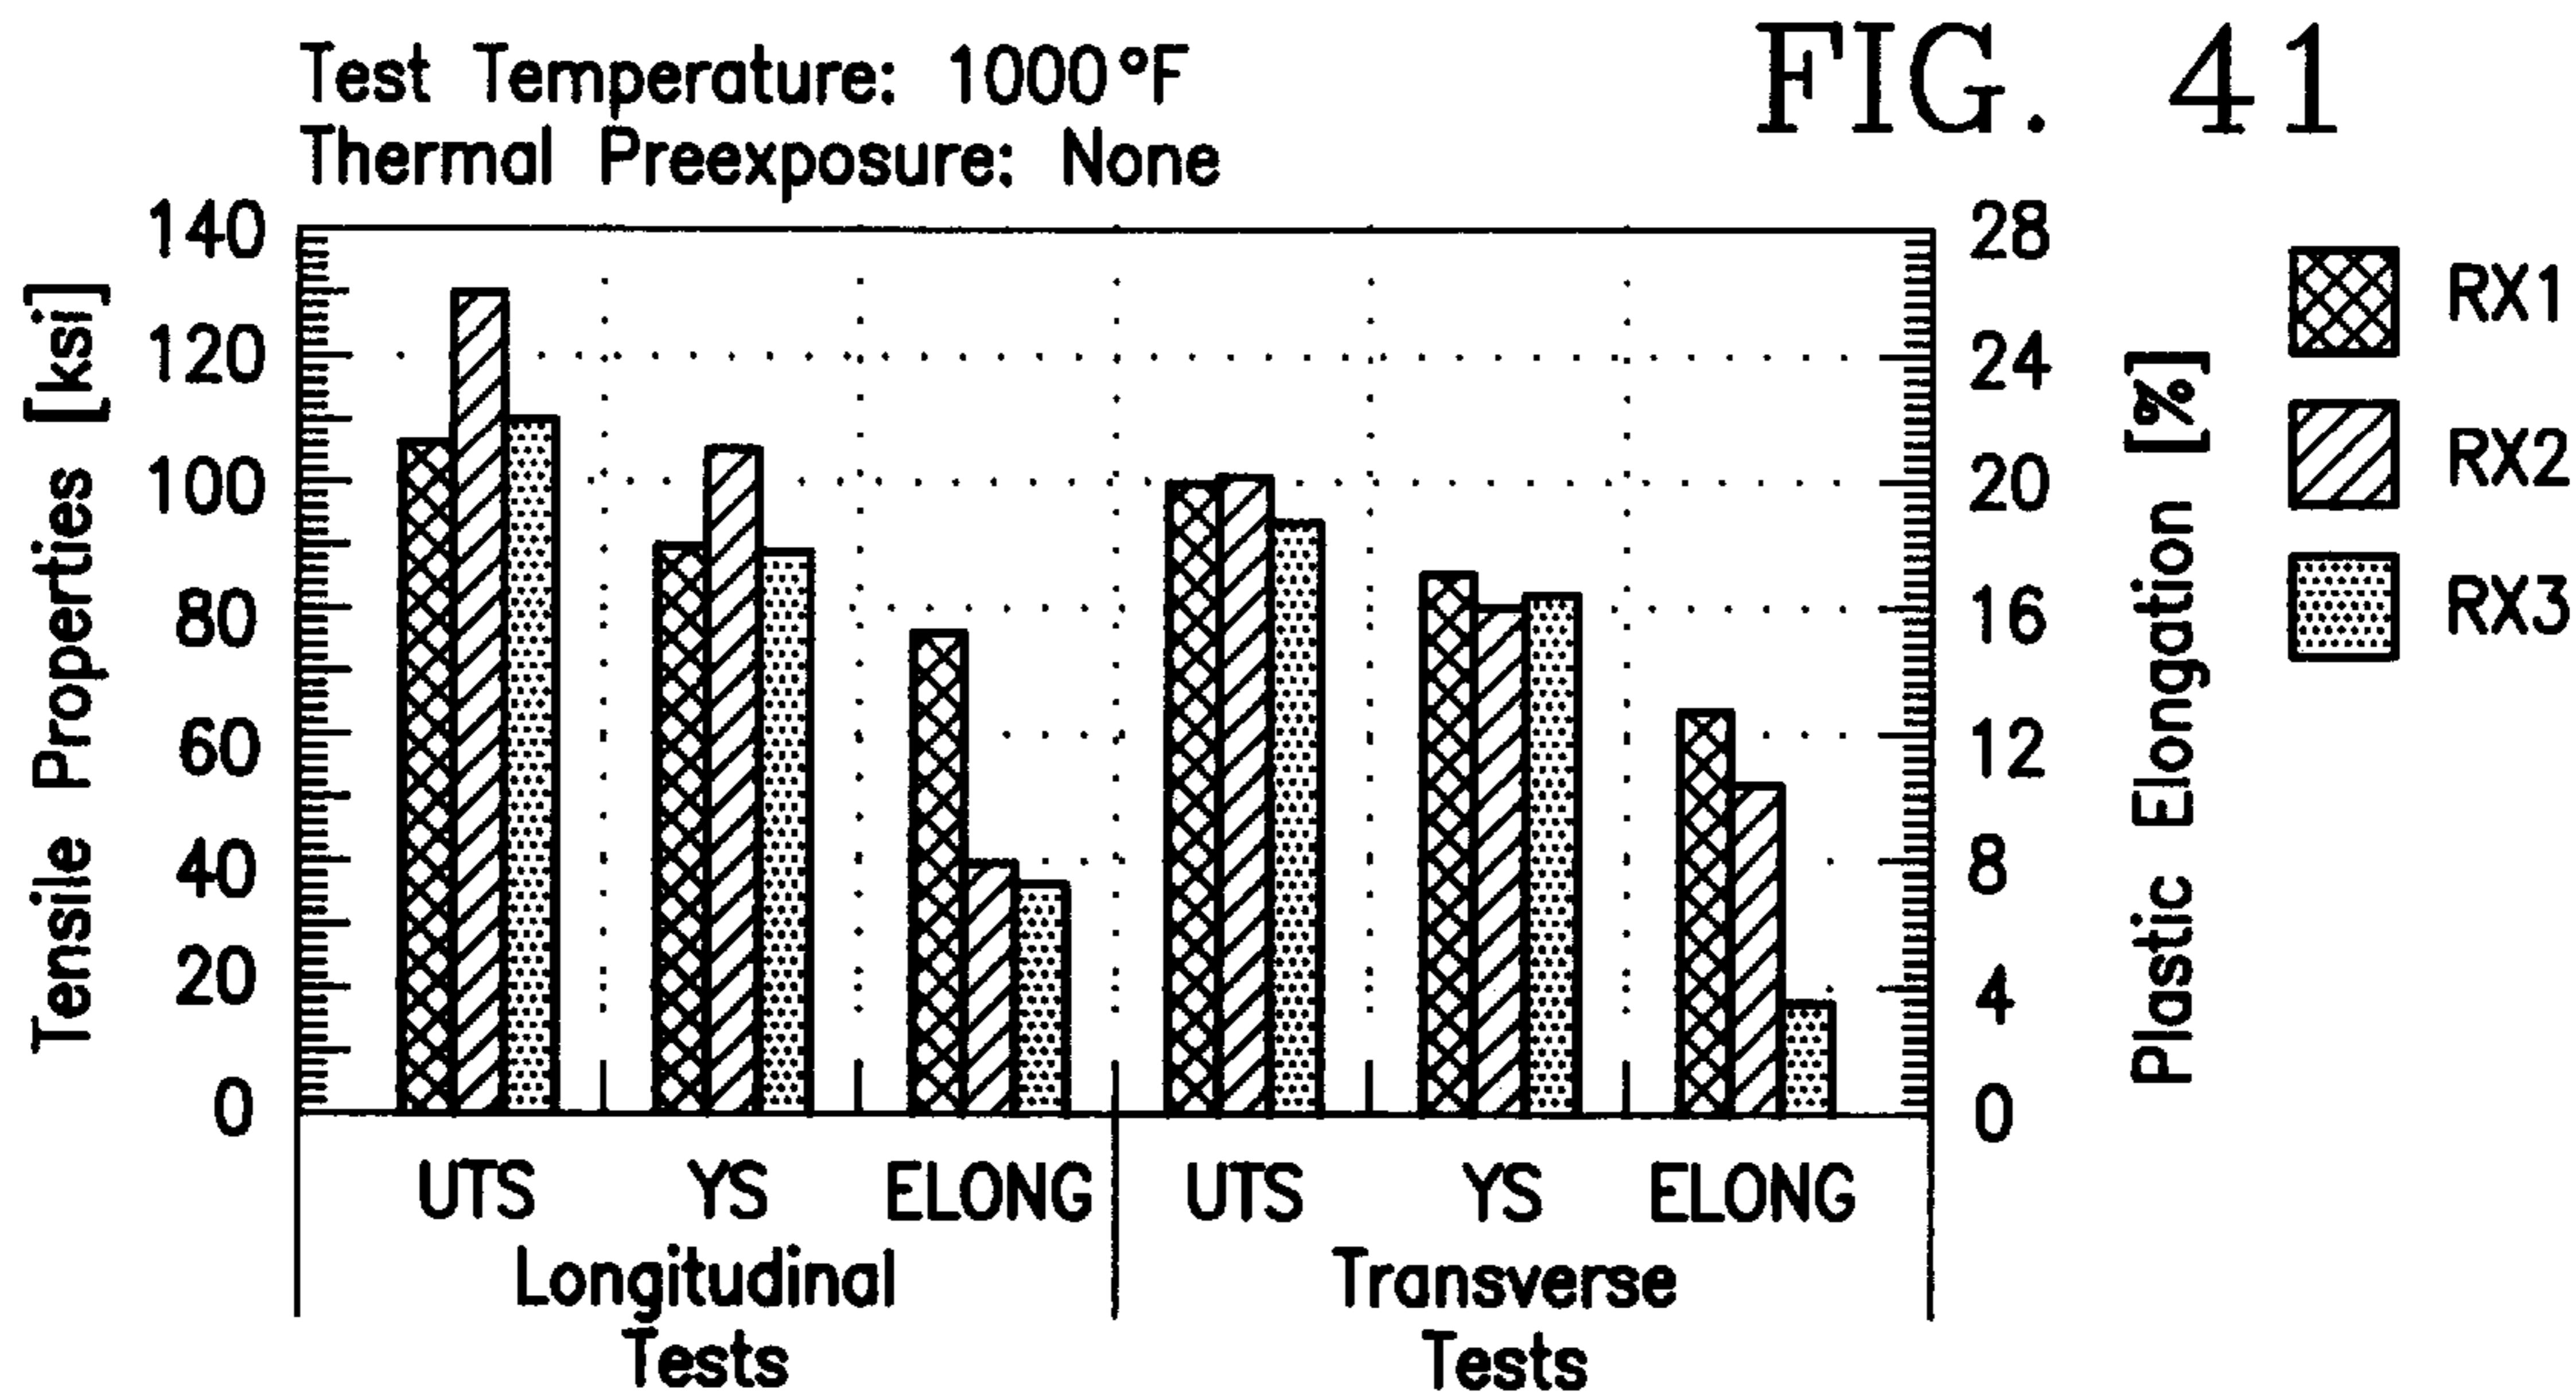 FIG. 41
Test Temperature: 1000°F
Thermal Preexposure: None
Tensile Properties [ksi]
140
120
100
80
60
40
20
0
28
24
20
16
12
8
4
0
Plastic Elongation [%]
RX1
RX2
RX3
UTS YS ELONG UTS YS ELONG
Longitudinal Tests
Transverse Tests